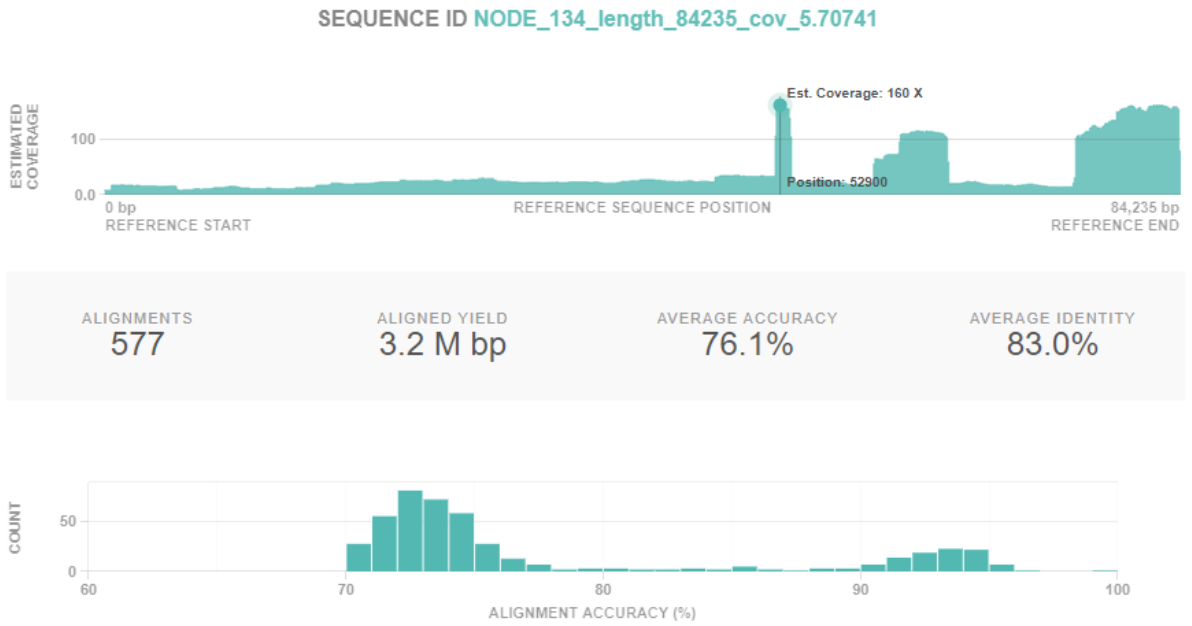 SEQUENCE ID NODE_134_length_84235_cov_5.70741
ESTIMATED
COVERAGE
Est. Coverage: 160 X
100
Position: 52900
0.0
0 bp
REFERENCE SEQUENCE POSITION
84,235 bp
REFERENCE START
REFERENCE END
ALIGNMENTS
577
ALIGNED YIELD
3.2 M bp
AVERAGE ACCURACY
76.1%
AVERAGE IDENTITY
83.0%
COUNT
50
0
60
70
80
90
100
ALIGNMENT ACCURACY (%)